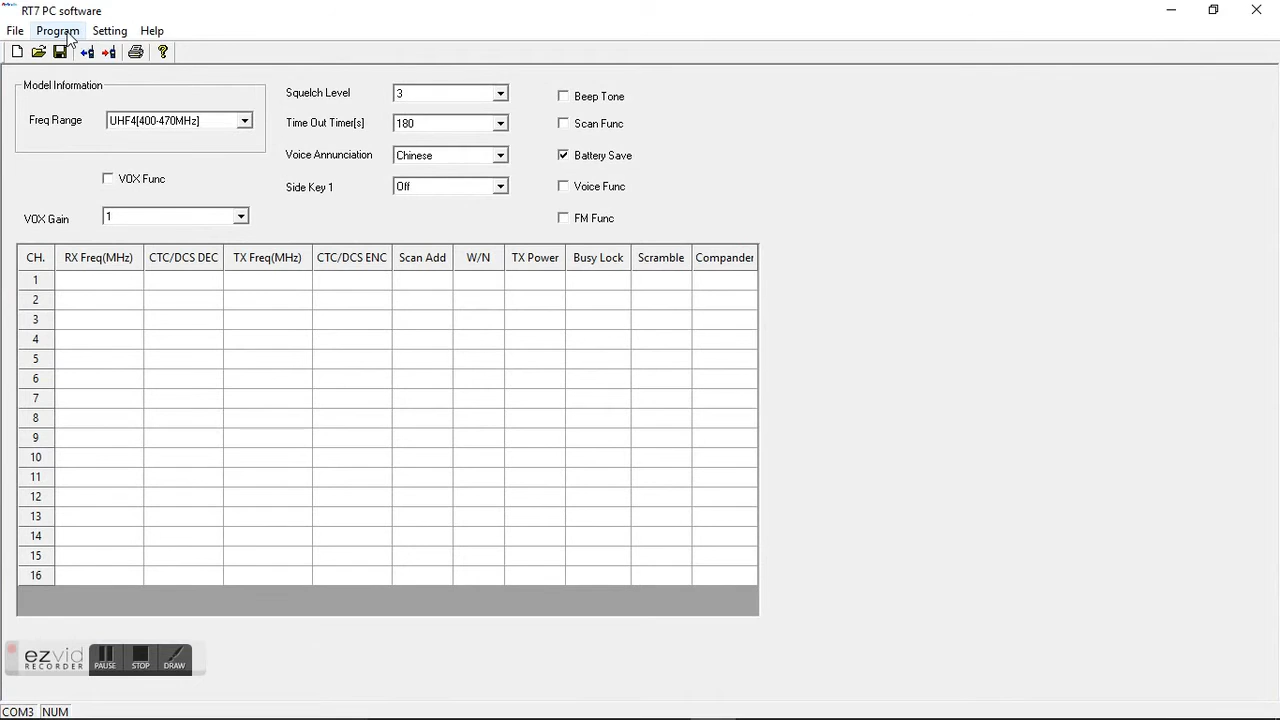 RT7 PC software
File Program Setting Help
Model Information
Freq Range UHF4[400-470MHz]
VOX Func
VOX Gain 1
Squelch Level 3
Time Out Timer[s] 180
Voice Annunciation Chinese
Side Key 1 Off
Beep Tone
Scan Func
Battery Save
Voice Func
FM Func
CH. RX Freq(MHz) CTC/DCS DEC TX Freq(MHz) CTC/DCS ENC Scan Add W/N TX Power Busy Lock Scramble Compander
1
2
3
4
5
6
7
8
9
10
11
12
13
14
15
16
ezvid
RECORDER
PAUSE STOP DRAW
COM3 NUM